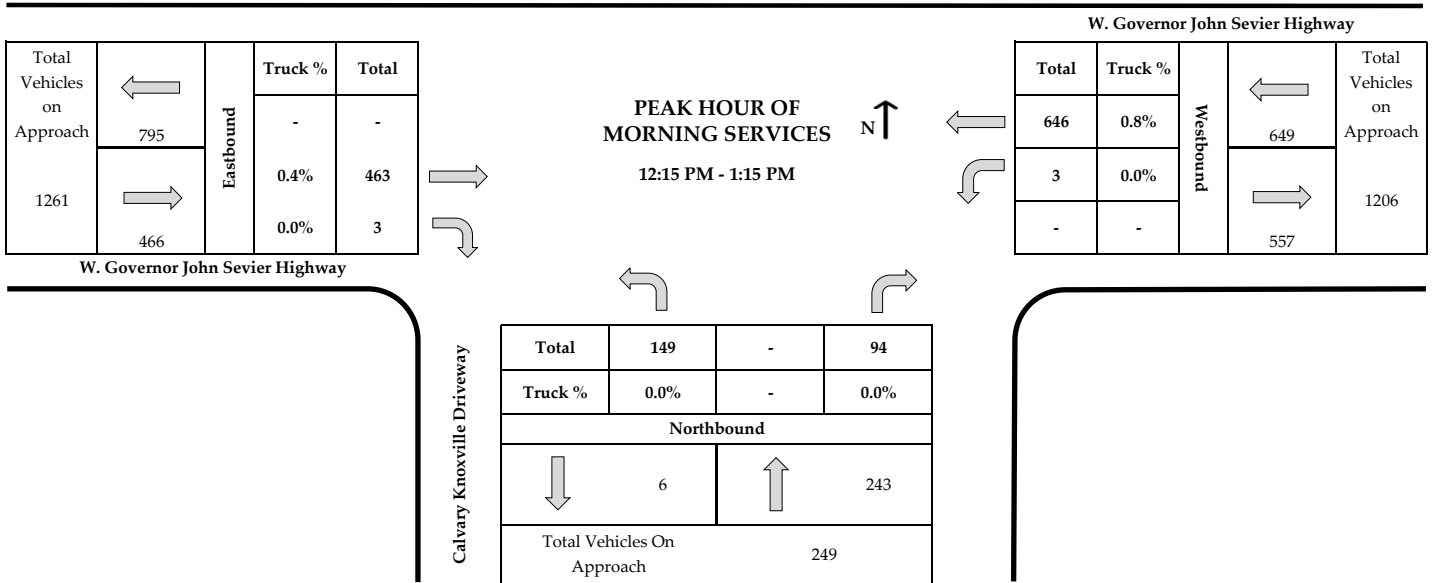 W. Governor John Sevier Highway
Total
Vehicles
on
Approach
1261
795
466
Eastbound
Truck % Total
- -
0.4% 463
0.0% 3
W. Governor John Sevier Highway
PEAK HOUR OF
MORNING SERVICES
N
12:15 PM - 1:15 PM
Total Truck %
646 0.8%
3 0.0%
- -
Westbound
649
557
Total
Vehicles
on
Approach
1206
Calvary Knoxville Driveway
Total 149 - 94
Truck % 0.0% - 0.0%
Northbound
6 243
Total Vehicles On
Approach
249